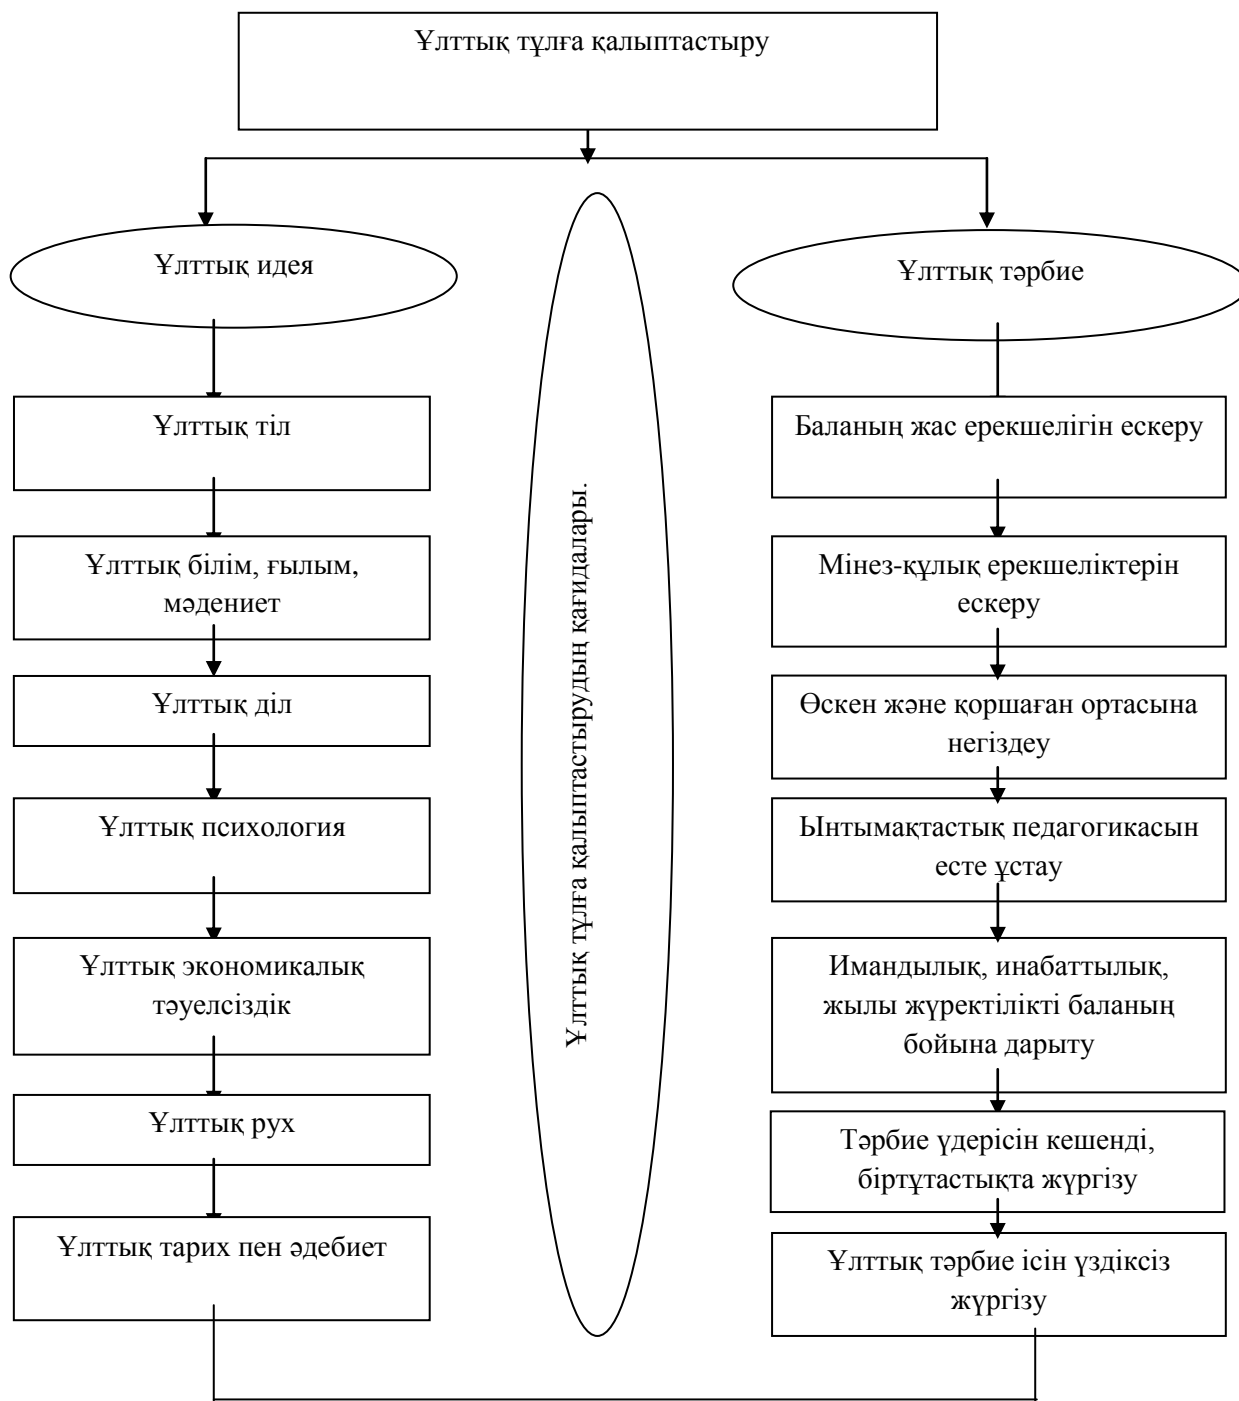 Ұлттық тұлға қалыптастыру
Ұлттық идея
Ұлттық тіл
Ұлттық білім, ғылым,
мәдениет
Ұлттық діл
Ұлттық психология
Ұлттық экономикалық
тәуелсіздік
Ұлттық рух
Ұлттық тарих пен әдебиет
Ұлттық тұлға қалыптастырудың қағидалары.
Ұлттық тәрбие
Баланың жас ерекшелігін ескеру
Мінез-құлық ерекшеліктерін
ескеру
Өскен және қоршаған ортасына
негіздеу
Ынтымақтастық педагогикасын
есте ұстау
Имандылық, инабаттылық,
жылы жүректілікті баланың
бойына дарыту
Тәрбие үдерісін кешенді,
біртұтастықта жүргізу
Ұлттық тәрбие ісін үздіксіз
жүргізу